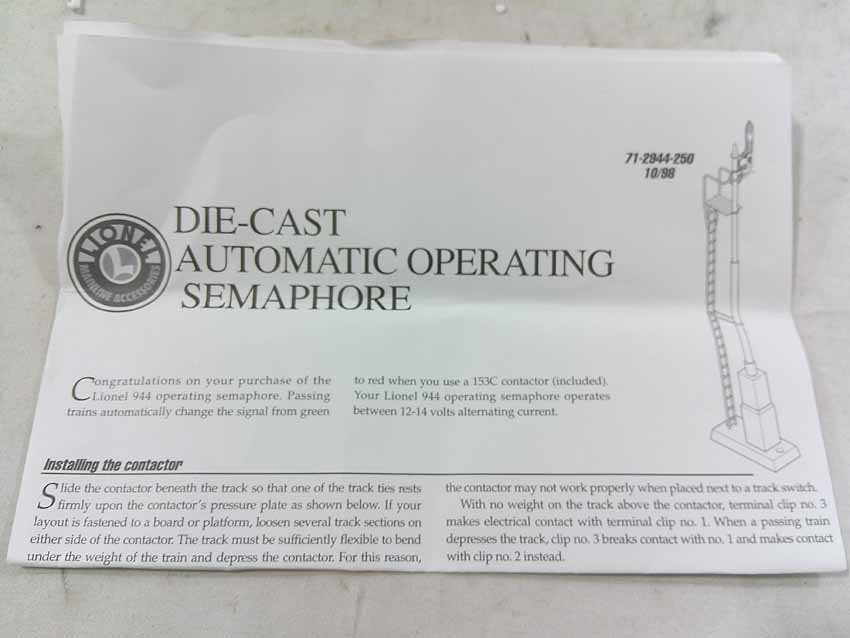 71-2944-250
10/98
LIONEL
MAINLINE ACCESSORIES
L
DIE-CAST
AUTOMATIC OPERATING
SEMAPHORE
Congratulations on your purchase of the
Lionel 944 operating semaphore. Passing
trains automatically change the signal from green
to red when you use a 153C contactor (included).
Your Lionel 944 operating semaphore operates
between 12-14 volts alternating current.
Installing the contactor
Slide the contactor beneath the track so that one of the track ties rests
firmly upon the contactor's pressure plate as shown below. If your
layout is fastened to a board or platform, loosen several track sections on
either side of the contactor. The track must be sufficiently flexible to bend
under the weight of the train and depress the contactor. For this reason,
the contactor may not work properly when placed next to a track switch.
With no weight on the track above the contactor, terminal clip no. 3
makes electrical contact with terminal clip no. 1. When a passing train
depresses the track, clip no. 3 breaks contact with no. 1 and makes contact
with clip no. 2 instead.